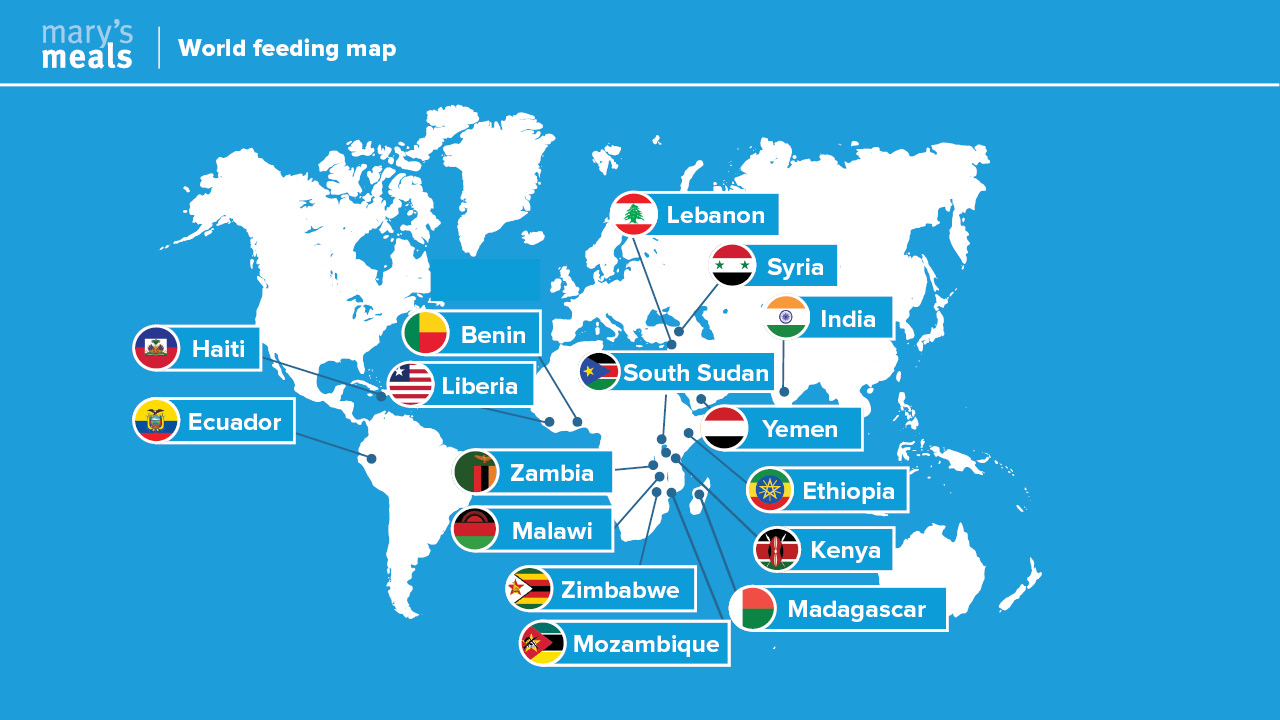 mary's
meals
World feeding map
Lebanon
Syria
India
Benin
Haiti
South Sudan
Liberia
Ecuador
Yemen
Zambia
Ethiopia
Malawi
Kenya
Zimbabwe
Madagascar
Mozambique